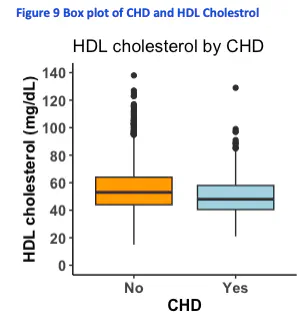 Figure 9 Box plot of CHD and HDL Cholestrol
HDL cholesterol by CHD
HDL cholesterol (mg/dL)
140
120
100
80
60
40
20
0
No Yes
CHD